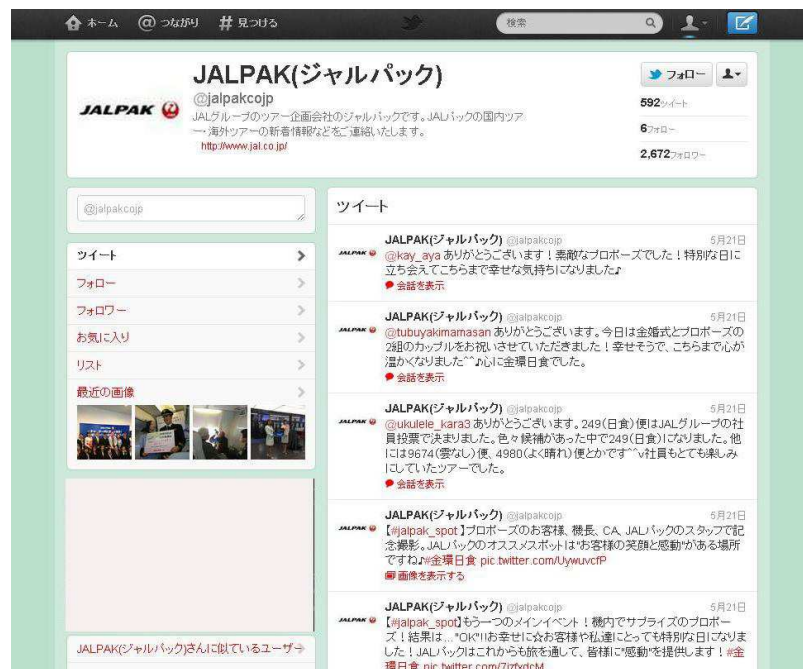 ホーム @ つながり # 見つける
検索
JALPAK(ジャルパック)
@jalpakcojp
JALPAK
JALグループのツアー企画会社のジャルパックです。JALパックの国内ツア
ー・海外ツアーの新着情報などをご連絡いたします。
http://www.jal.co.jp/
フォロー
592ツイート
6フォロー
2,672フォロワー
@jalpakcojp
ツイート
フォロー
フォロワー
お気に入り
リスト
最近の画像
JALPAK(ジャルパック)さんに似ているユーザー
ツイート
JALPAK(ジャルパック) @jalpakcojp 5月21日
@kay_aya ありがとうございます!素敵なプロポーズでした!特別な日に
立ち会えてこちらまで幸せな気持ちになりました♪
会話を表示
JALPAK(ジャルパック) @jalpakcojp 5月21日
@tubuyakimamasan ありがとうございます。今日は金婚式とプロポーズの
2組のカップルをお祝いさせていただきました!幸せそうで、こちらまで心が
温かくなりました^^♪心に金環日食でした。
会話を表示
JALPAK(ジャルパック) @jalpakcojp 5月21日
@ukulele_kara3 ありがとうございます。249(日食)便はJALグループの社
員投票で決まりました。色々候補があった中で249(日食)になりました。他
には9674(雲なし)便、4980(よく晴れ)便とかです^^v社員もとても楽しみ
にしていたツアーでした。
会話を表示
JALPAK(ジャルパック) @jalpakcojp 5月21日
【#jalpak_spot】プロポーズのお客様、機長、CA、JALパックのスタッフで記
念撮影。JALパックのオススメスポットは"お客様の笑顔と感動"がある場所
ですね♪#金環日食 pic.twitter.com/UywuvcfP
画像を表示する
JALPAK(ジャルパック) @jalpakcojp 5月21日
【#jalpak_spot】もう一つのメインイベント!機内でサプライズのプロポー
ズ!結果は..."OK"!!お幸せに☆お客様や私達にとっても特別な日になりま
した!JALパックはこれからも旅を通して、皆様に"感動"を提供します!#金
環日食 pic.twitter.com/7jzfxdcM